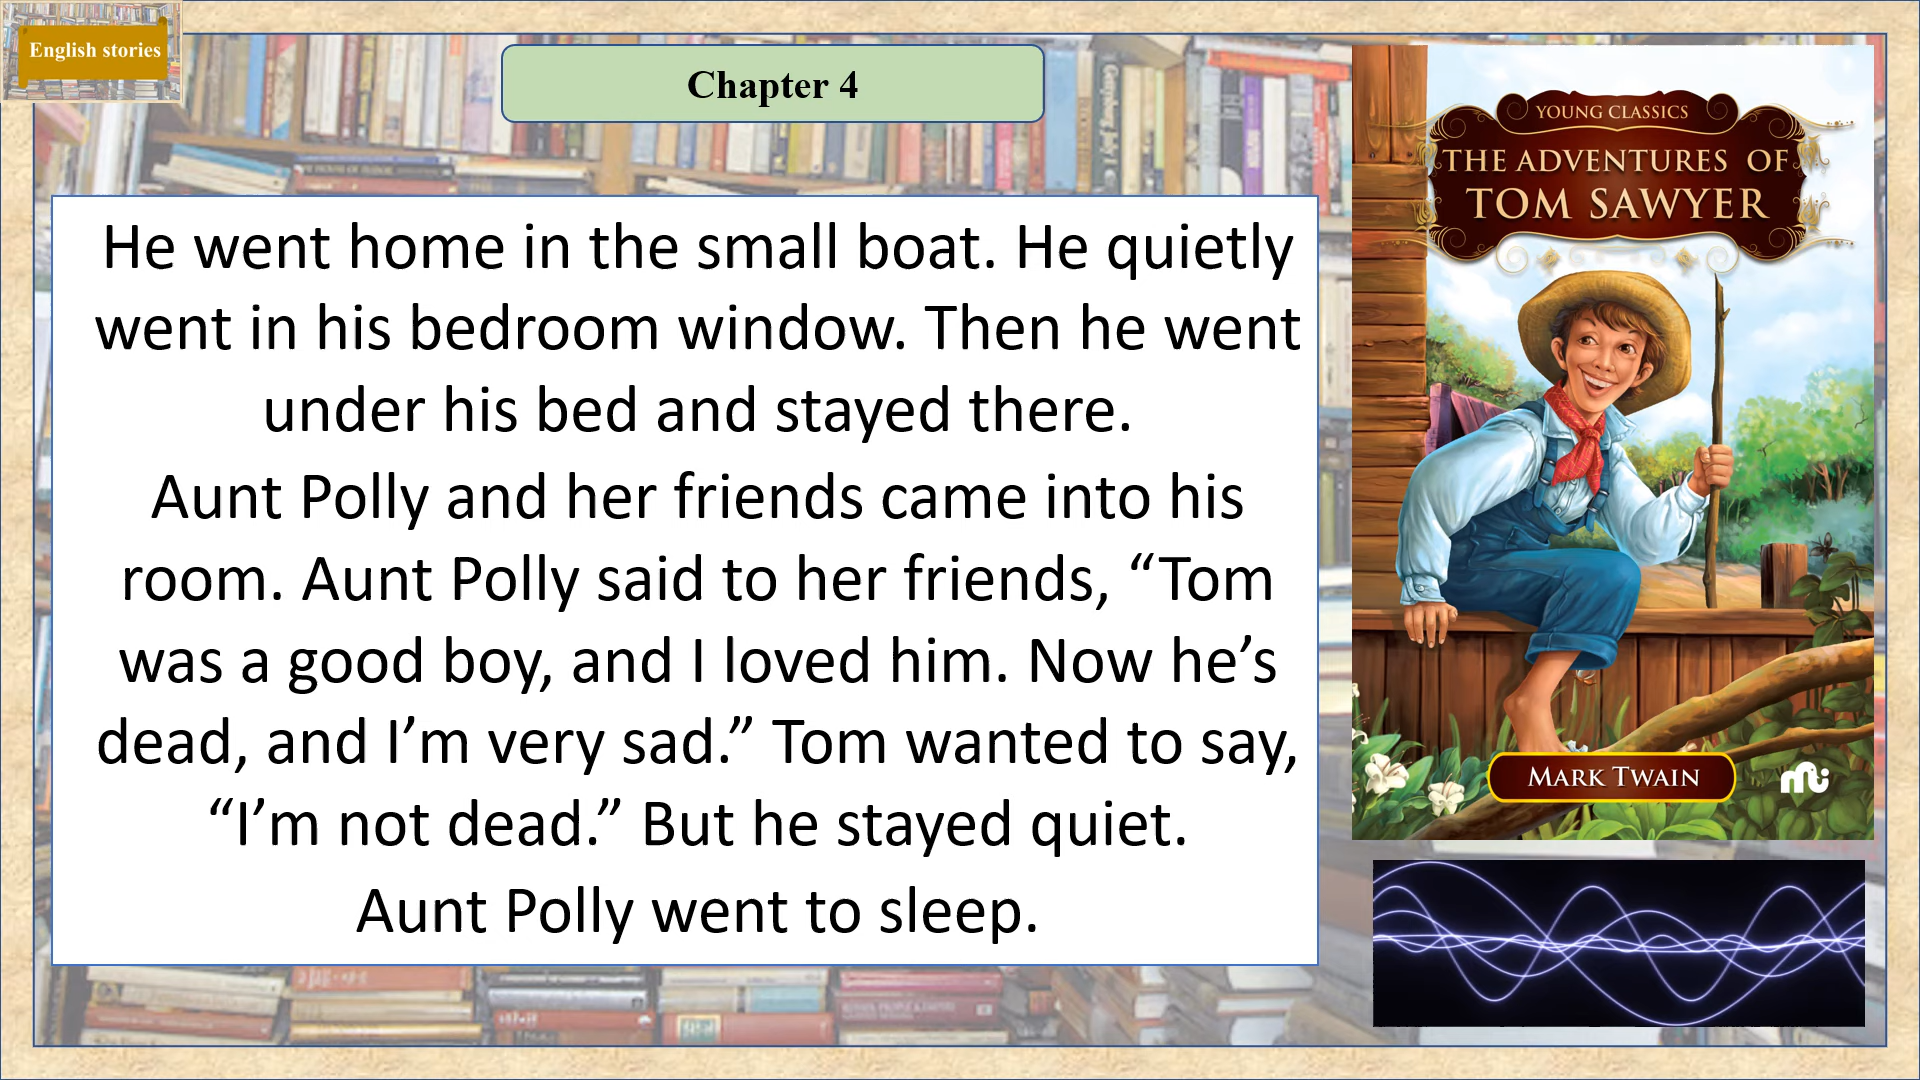 English stories
Chapter 4
He went home in the small boat. He quietly
went in his bedroom window. Then he went
under his bed and stayed there.
Aunt Polly and her friends came into his
room. Aunt Polly said to her friends, “Tom
was a good boy, and I loved him. Now he’s
dead, and I’m very sad.” Tom wanted to say,
“I’m not dead.” But he stayed quiet.
Aunt Polly went to sleep.
YOUNG CLASSICS
THE ADVENTURES OF
TOM SAWYER
MARK TWAIN